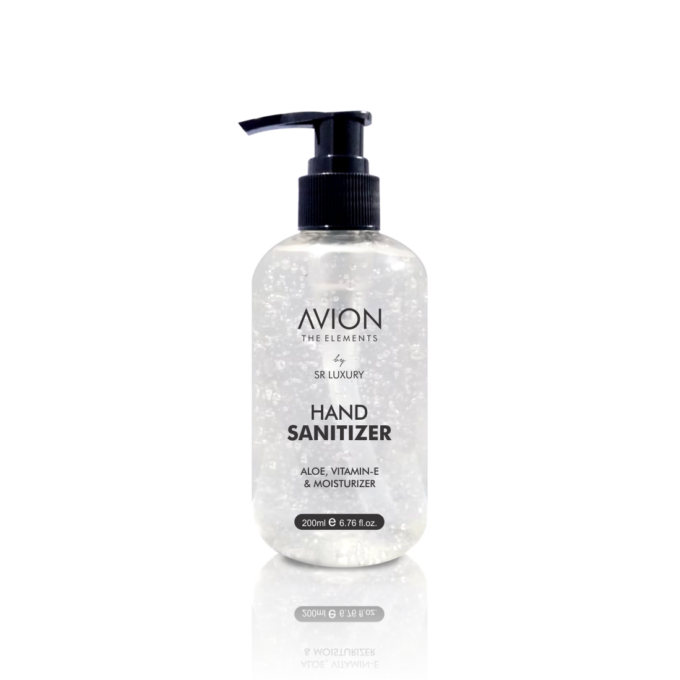 AVION
THE ELEMENTS
by
SR LUXURY
HAND
SANITIZER
ALOE, VITAMIN-E
& MOISTURIZER
200ml e 6.76 fl.oz.